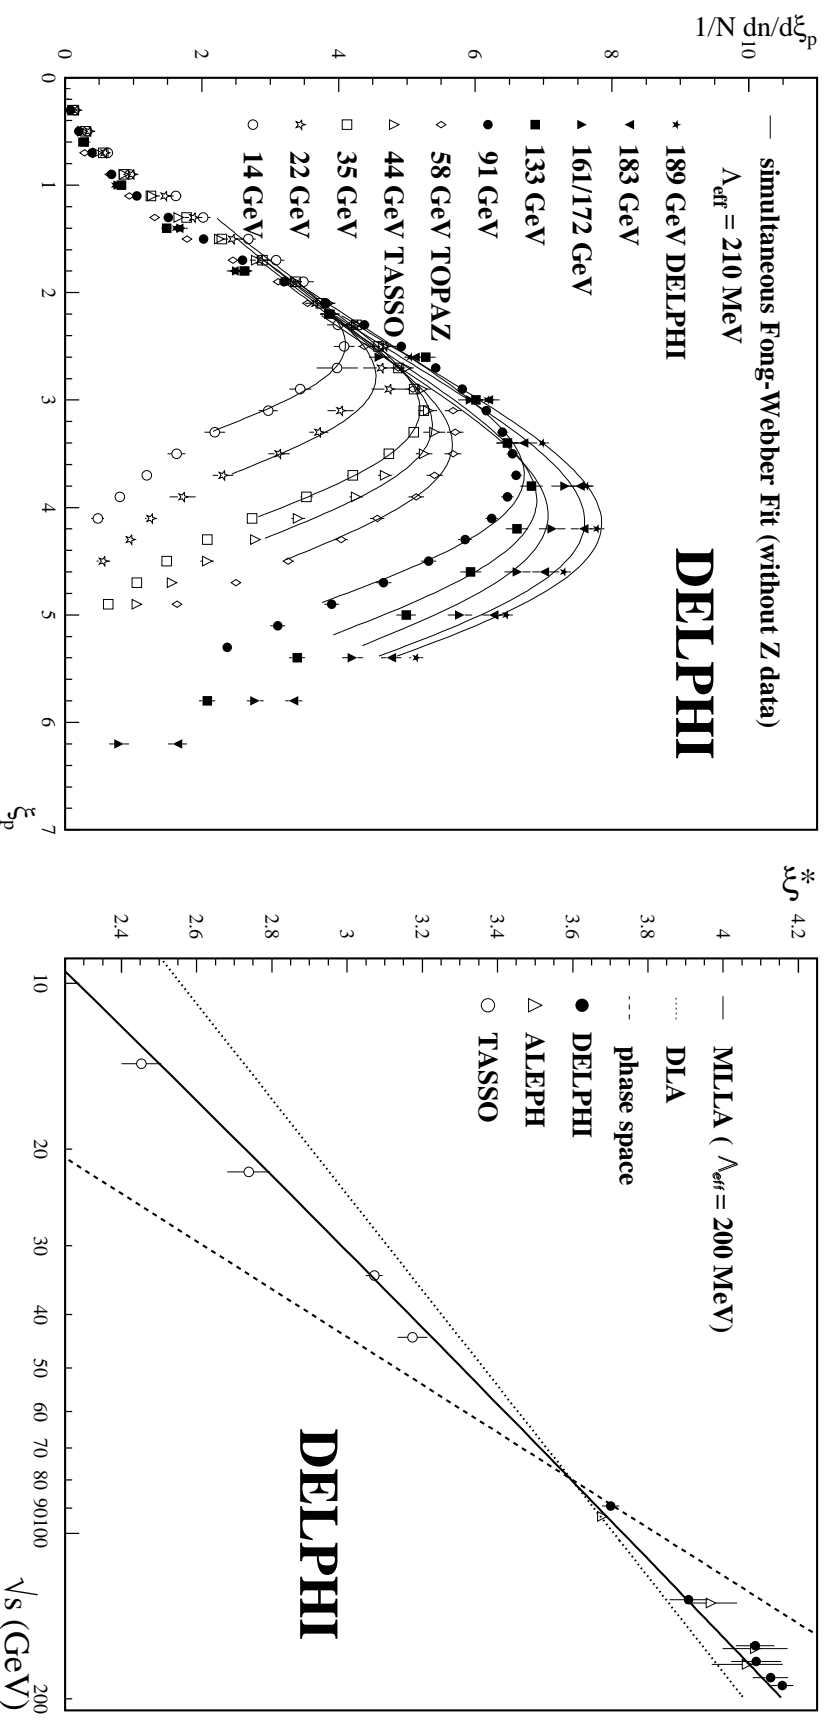 1/N dn/dξp
10
8
6
4
2
0
0
1
2
3
4
5
6
7
ξp
— simultaneous Fong-Webber Fit (without Z data)
Λeff = 210 MeV
189 GeV DELPHI
183 GeV
161/172 GeV
133 GeV
91 GeV
58 GeV TOPAZ
44 GeV TASSO
35 GeV
22 GeV
14 GeV
DELPHI
ξ*
4.2
4
3.8
3.6
3.4
3.2
3
2.8
2.6
2.4
10
20
30
40
50
60
70
80
90
100
200
√s (GeV)
MLLA ( Λeff = 200 MeV)
DLA
phase space
DELPHI
ALEPH
TASSO
DELPHI